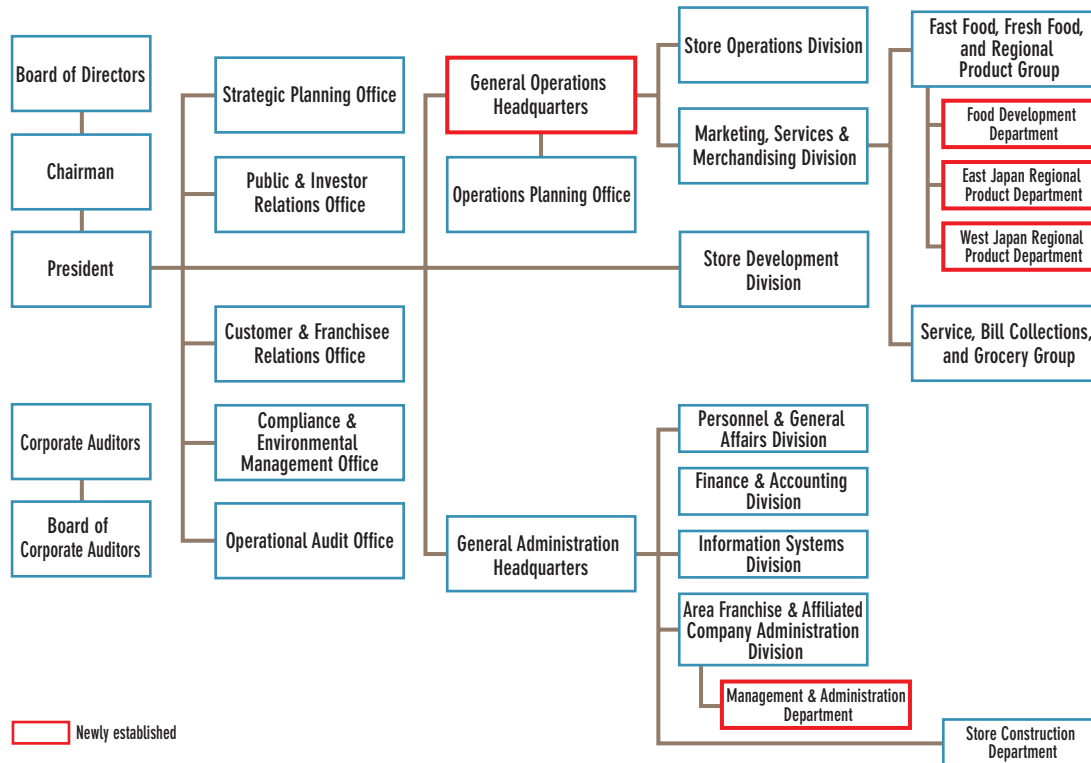 Board of Directors
Chairman
President
Corporate Auditors
Board of
Corporate Auditors
Strategic Planning Office
Public & Investor
Relations Office
Customer & Franchisee
Relations Office
Compliance &
Environmental
Management Office
Operational Audit Office
General Operations
Headquarters
Operations Planning Office
General Administration
Headquarters
Store Operations Division
Marketing, Services &
Merchandising Division
Store Development
Division
Personnel & General
Affairs Division
Finance & Accounting
Division
Information Systems
Division
Area Franchise & Affiliated
Company Administration
Division
Management & Administration
Department
Fast Food, Fresh Food,
and Regional
Product Group
Food Development
Department
East Japan Regional
Product Department
West Japan Regional
Product Department
Service, Bill Collections,
and Grocery Group
Store Construction
Department
Newly established